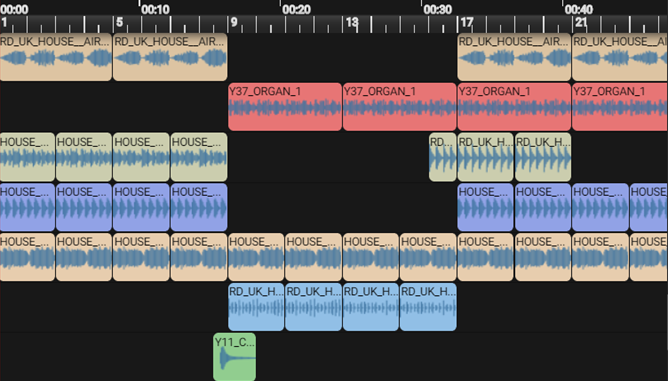 00:00 00:10 00:20 00:30 00:40
1 5 9 13 17 21
RD_UK_HOUSE__AIR... RD_UK_HOUSE__AIR... RD_UK_HOUSE__AIR... RD_UK_HOUSE__AIR...
Y37_ORGAN_1 Y37_ORGAN_1 Y37_ORGAN_1 Y37_ORGAN_1
HOUSE_... HOUSE_... HOUSE_... HOUSE_... RD... RD_UK_H... RD_UK_H...
HOUSE_... HOUSE_... HOUSE_... HOUSE_... HOUSE_... HOUSE_... HOUSE_... HOUSE_...
HOUSE_... HOUSE_... HOUSE_... HOUSE_... HOUSE_... HOUSE_... HOUSE_... HOUSE_... HOUSE_... HOUSE_... HOUSE_... HOUSE_...
RD_UK_H... RD_UK_H... RD_UK_H... RD_UK_H...
Y11_C...